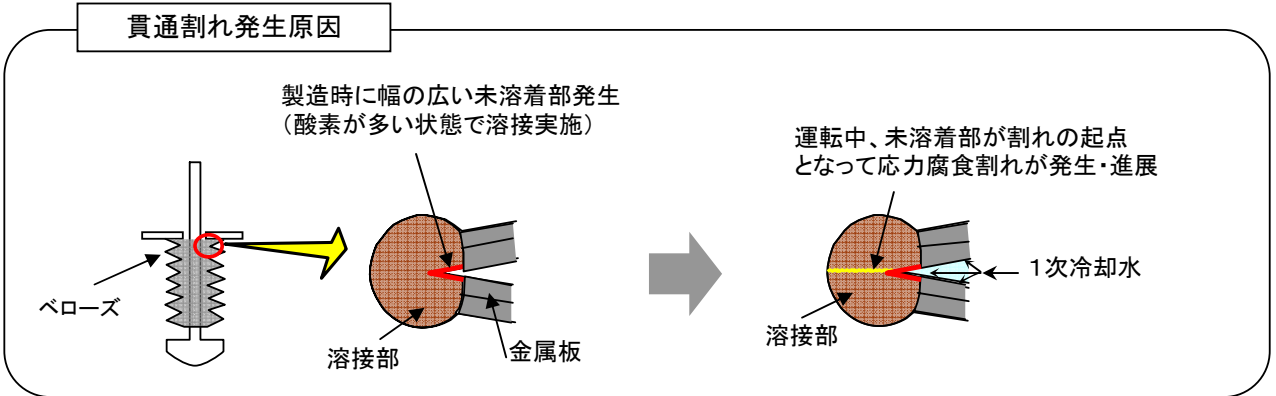 貫通割れ発生原因
製造時に幅の広い未溶着部発生
(酸素が多い状態で溶接実施)
運転中、未溶着部が割れの起点
となって応力腐食割れが発生・進展
ベローズ
溶接部
金属板
溶接部
1次冷却水